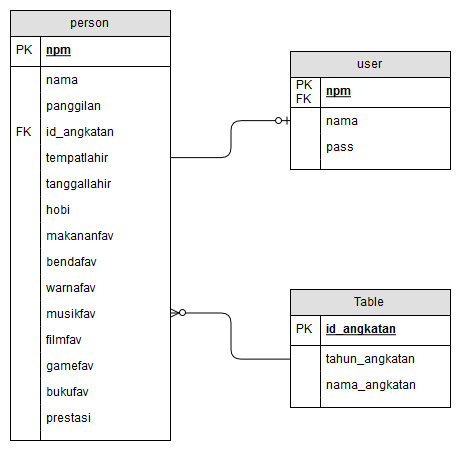 person
PK npm
nama
panggilan
FK id_angkatan
tempatlahir
tanggallahir
hobi
makananfav
bendafav
warnafav
musikfav
filmfav
gamefav
bukufav
prestasi
user
PK
FK npm
nama
pass
Table
PK id_angkatan
tahun_angkatan
nama_angkatan